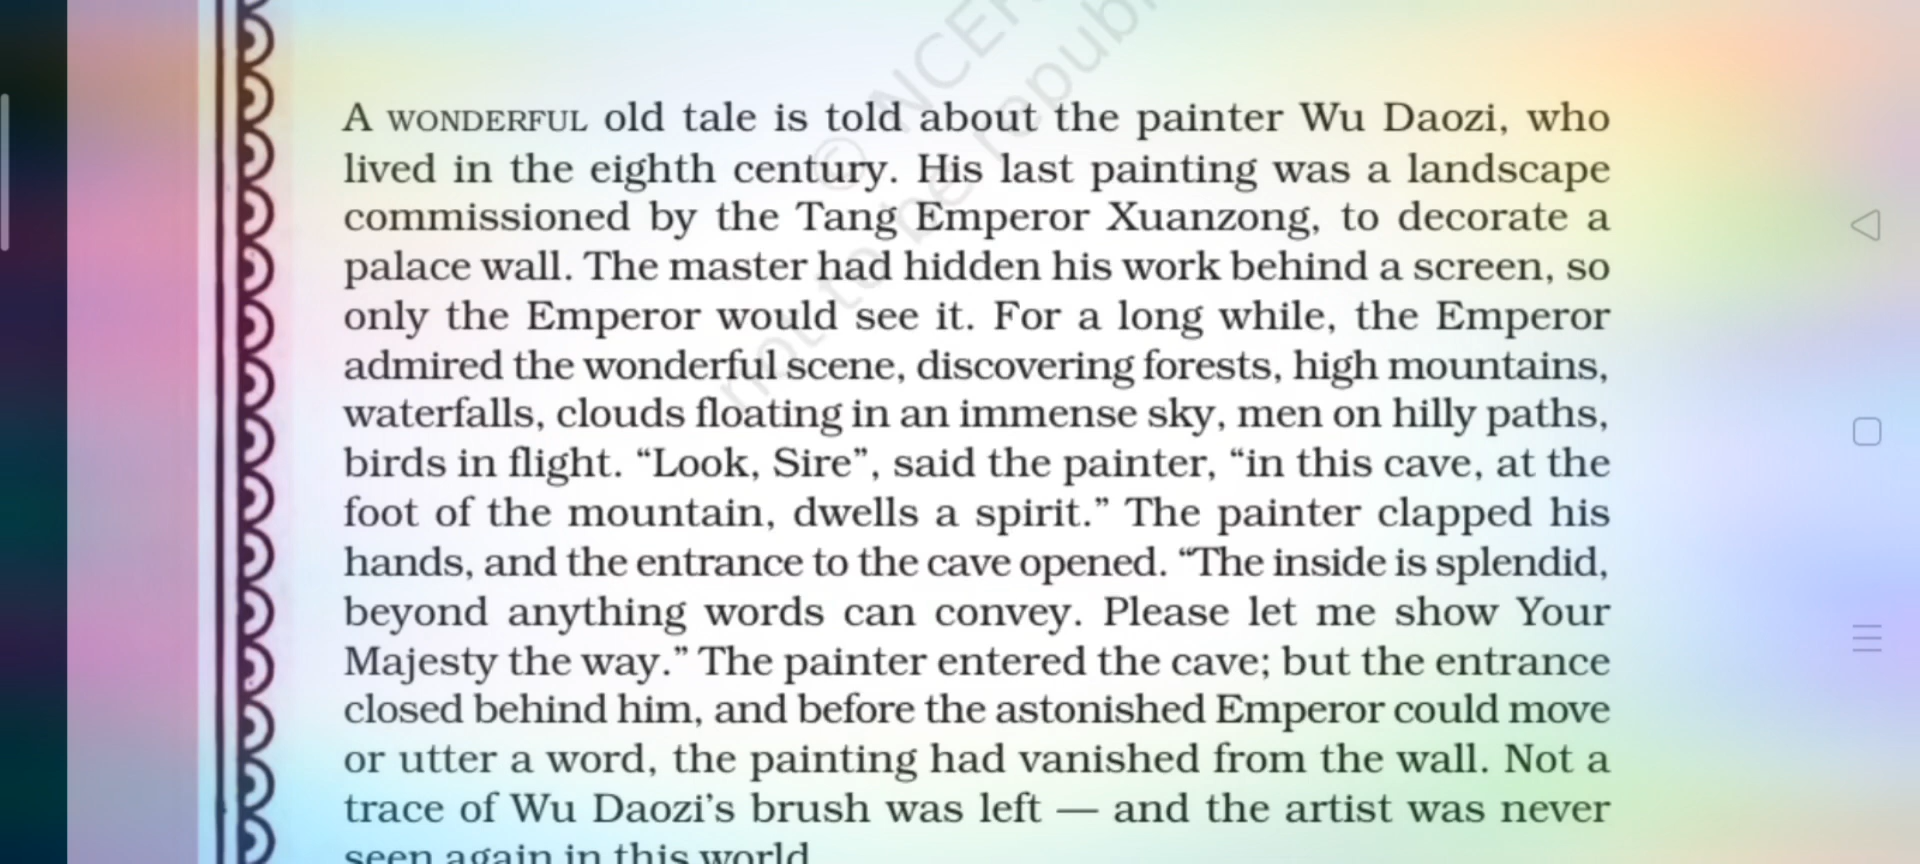 © NCER
not to be republ
A WONDERFUL old tale is told about the painter Wu Daozi, who
lived in the eighth century. His last painting was a landscape
commissioned by the Tang Emperor Xuanzong, to decorate a
palace wall. The master had hidden his work behind a screen, so
only the Emperor would see it. For a long while, the Emperor
admired the wonderful scene, discovering forests, high mountains,
waterfalls, clouds floating in an immense sky, men on hilly paths,
birds in flight. “Look, Sire”, said the painter, “in this cave, at the
foot of the mountain, dwells a spirit.” The painter clapped his
hands, and the entrance to the cave opened. “The inside is splendid,
beyond anything words can convey. Please let me show Your
Majesty the way.” The painter entered the cave; but the entrance
closed behind him, and before the astonished Emperor could move
or utter a word, the painting had vanished from the wall. Not a
trace of Wu Daozi’s brush was left — and the artist was never
seen again in this world